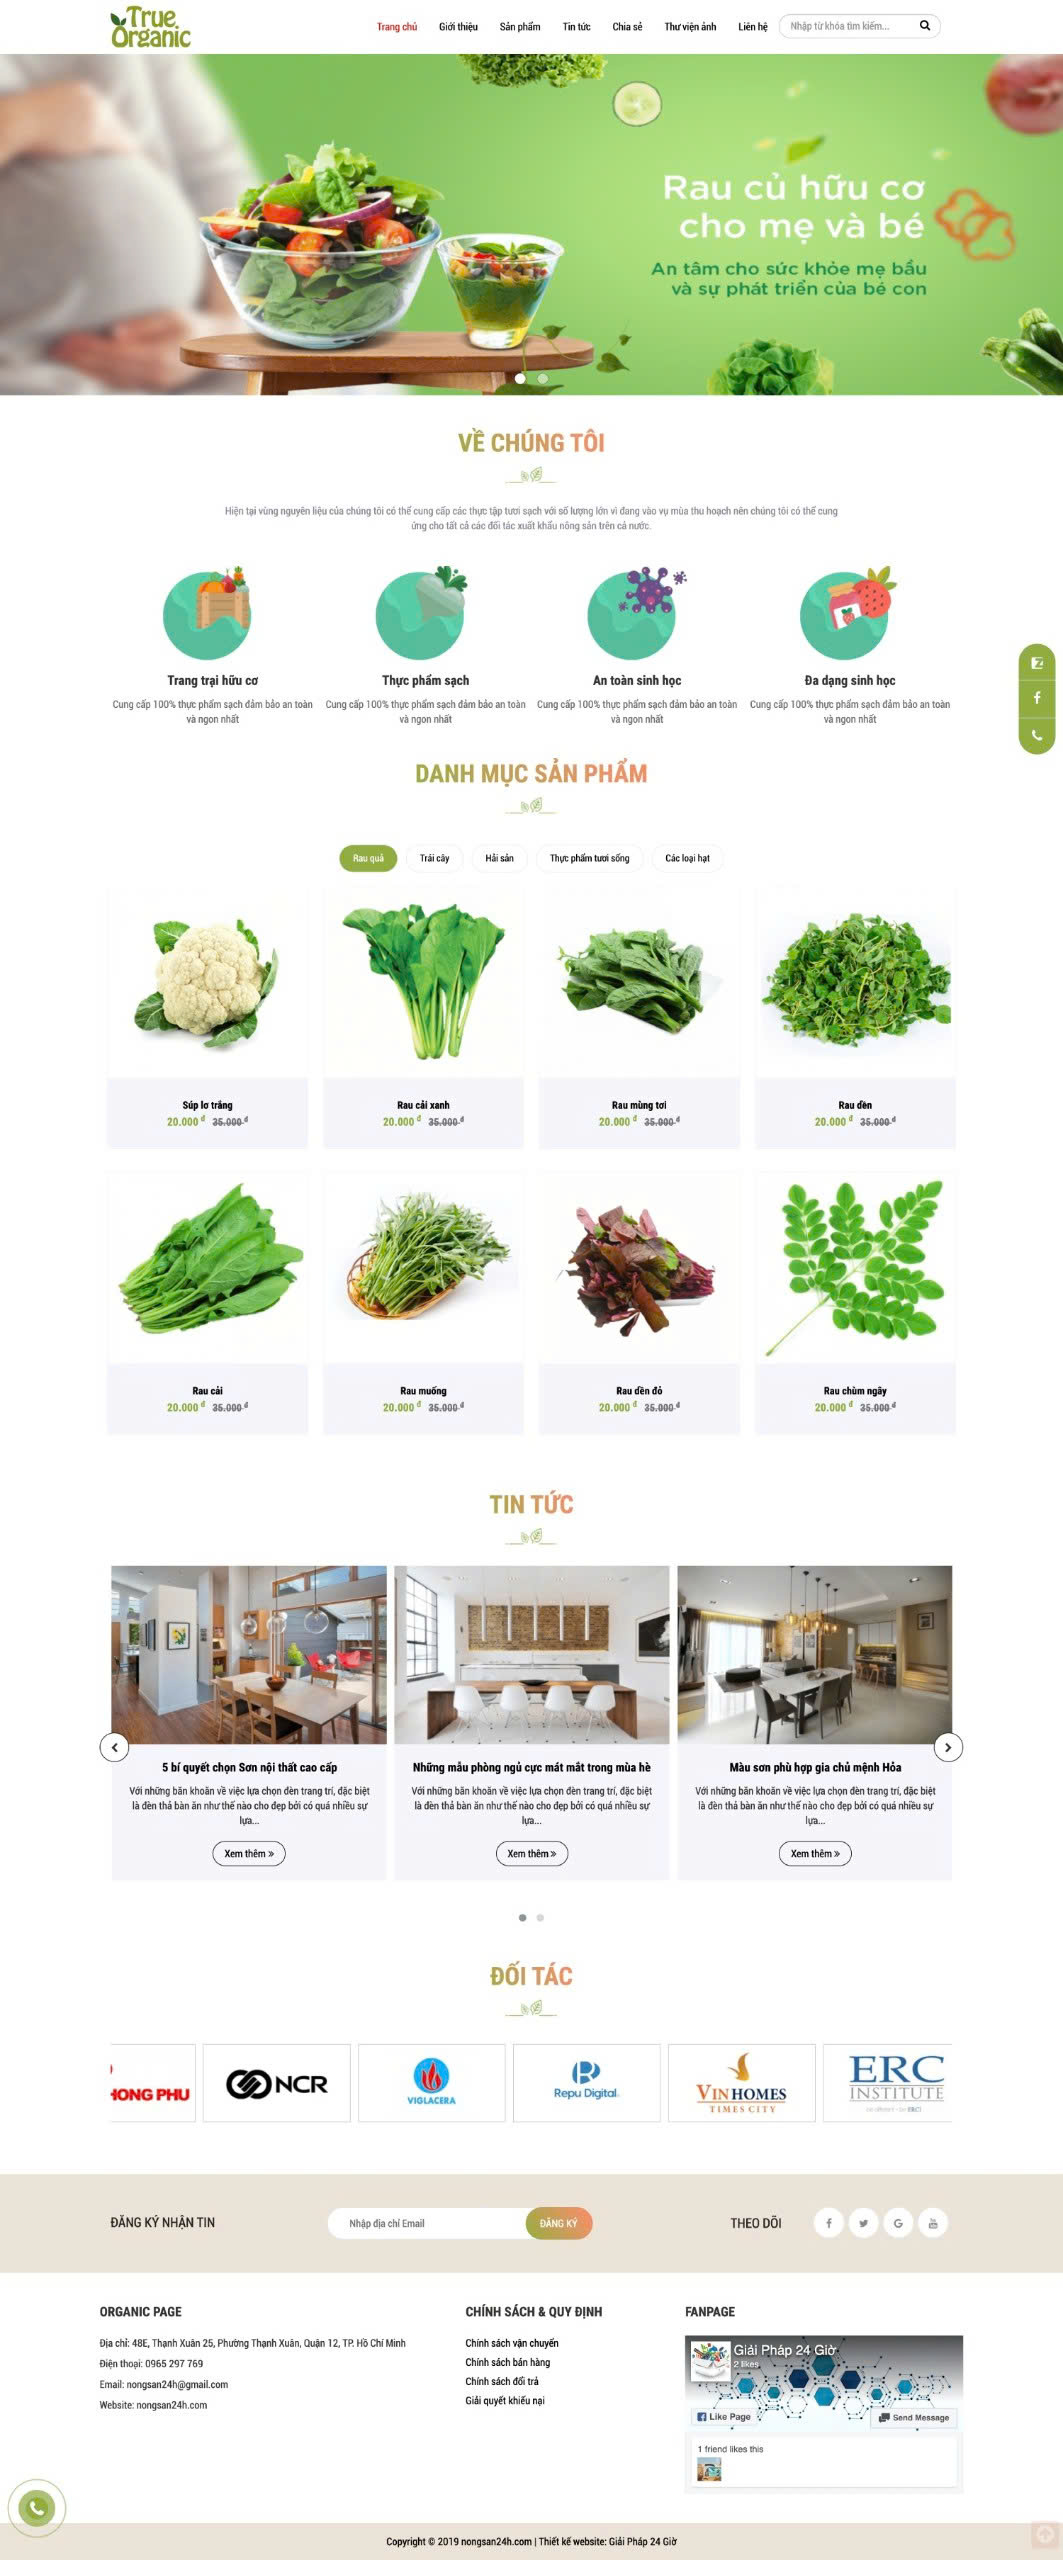 True
Organic
Trang chủ
Giới thiệu
Sản phẩm
Tin tức
Chia sẻ
Thư viện ảnh
Liên hệ
Nhập từ khóa tìm kiếm...
Rau củ hữu cơ
cho mẹ và bé
An tâm cho sức khỏe mẹ bầu
và sự phát triển của bé con
VỀ CHÚNG TÔI
Hiện tại vùng nguyên liệu của chúng tôi có thể cung cấp các thực tập tươi sạch với số lượng lớn vì đang vào vụ mùa thu hoạch nên chúng tôi có thể cung
ứng cho tất cả các đối tác xuất khẩu nông sản trên cả nước.
Trang trại hữu cơ
Cung cấp 100% thực phẩm sạch đảm bảo an toàn
và ngon nhất
Thực phẩm sạch
Cung cấp 100% thực phẩm sạch đảm bảo an toàn
và ngon nhất
An toàn sinh học
Cung cấp 100% thực phẩm sạch đảm bảo an toàn
và ngon nhất
Đa dạng sinh học
Cung cấp 100% thực phẩm sạch đảm bảo an toàn
và ngon nhất
DANH MỤC SẢN PHẨM
Rau quả
Trái cây
Hải sản
Thực phẩm tươi sống
Các loại hạt
Súp lơ trắng
20.000 đ 35.000 đ
Rau cải xanh
20.000 đ 35.000 đ
Rau mùng tơi
20.000 đ 35.000 đ
Rau dền
20.000 đ 35.000 đ
Rau cải
20.000 đ 35.000 đ
Rau muống
20.000 đ 35.000 đ
Rau dền đỏ
20.000 đ 35.000 đ
Rau chùm ngây
20.000 đ 35.000 đ
TIN TỨC
5 bí quyết chọn Sơn nội thất cao cấp
Với những băn khoăn về việc lựa chọn đèn trang trí, đặc biệt
là đèn thả bàn ăn như thế nào cho đẹp bởi có quá nhiều sự
lựa...
Xem thêm »
Những mẫu phòng ngủ cực mát mắt trong mùa hè
Với những băn khoăn về việc lựa chọn đèn trang trí, đặc biệt
là đèn thả bàn ăn như thế nào cho đẹp bởi có quá nhiều sự
lựa...
Xem thêm »
Màu sơn phù hợp gia chủ mệnh Hỏa
Với những băn khoăn về việc lựa chọn đèn trang trí, đặc biệt
là đèn thả bàn ăn như thế nào cho đẹp bởi có quá nhiều sự
lựa...
Xem thêm »
ĐỐI TÁC
HONG PHU
NCR
VIGLACERA
Repu Digital
VINHOMES
TIMES CITY
ERC
INSTITUTE
ĐĂNG KÝ NHẬN TIN
Nhập địa chỉ Email
ĐĂNG KÝ
THEO DÕI
ORGANIC PAGE
Địa chỉ: 48E, Thạnh Xuân 25, Phường Thạnh Xuân, Quận 12, TP. Hồ Chí Minh
Điện thoại: 0965 297 769
Email: nongsan24h@gmail.com
Website: nongsan24h.com
CHÍNH SÁCH & QUY ĐỊNH
Chính sách vận chuyển
Chính sách bán hàng
Chính sách đổi trả
Giải quyết khiếu nại
FANPAGE
Giải Pháp 24 Giờ
2 likes
Like Page
Send Message
1 friend likes this
Copyright © 2019 nongsan24h.com | Thiết kế website: Giải Pháp 24 Giờ